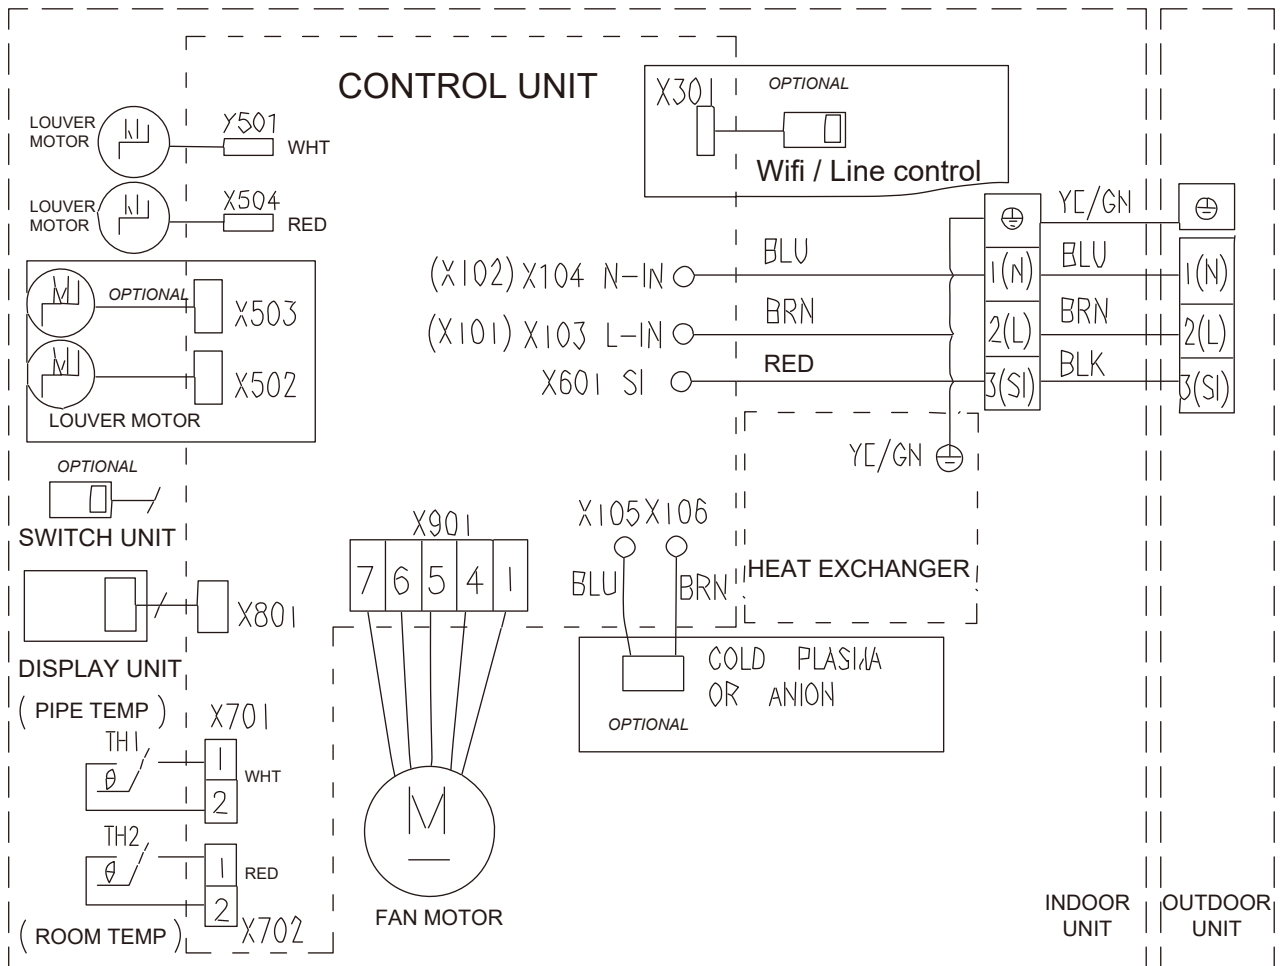 CONTROL UNIT
LOUVER
MOTOR
Y501
WHT
LOUVER
MOTOR
X504
RED
X301
OPTIONAL
Wifi / Line control
OPTIONAL
X503
X502
LOUVER MOTOR
(X102) X104 N-IN
BLU
(X101) X103 L-IN
BRN
X601 SI
RED
1(N)
2(L)
3(SI)
YE/GN
BLU
BRN
BLK
1(N)
2(L)
3(SI)
YE/GN
HEAT EXCHANGER
OPTIONAL
SWITCH UNIT
X801
DISPLAY UNIT
X901
7 6 5 4 1
M
FAN MOTOR
X105 X106
BLU BRN
COLD PLASMA
OR ANION
OPTIONAL
(PIPE TEMP)
X701
TH1
1
WHT
2
TH2
1
RED
2
X702
(ROOM TEMP)
INDOOR
UNIT
OUTDOOR
UNIT